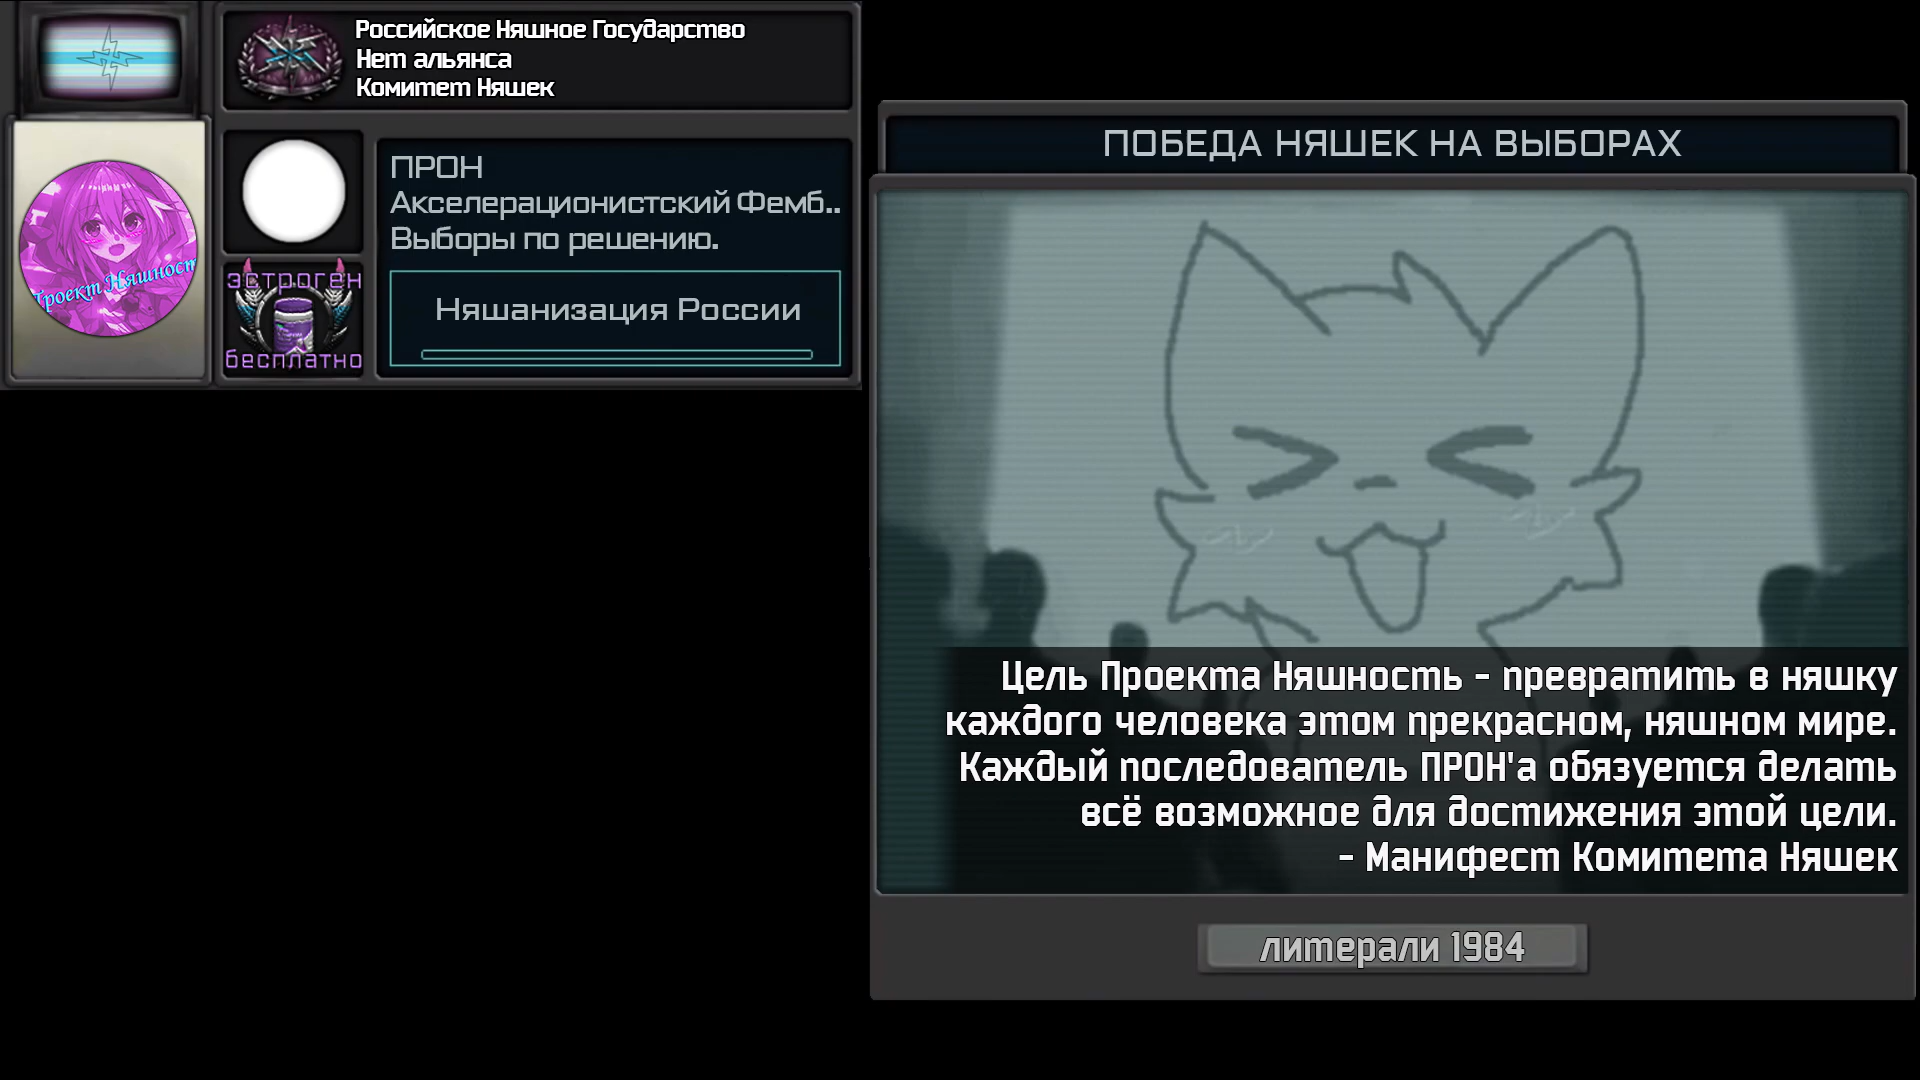 Российское Няшное Государство
Нет альянса
Комитет Няшек
Проект Няшность
ПРОН
Акселерационистский Фемб..
Выборы по решению.
эстроген
бесплатно
Няшанизация России
ПОБЕДА НЯШЕК НА ВЫБОРАХ
Цель Проекта Няшность - превратить в няшку
каждого человека этом прекрасном, няшном мире.
Каждый последователь ПРОН'а обязуется делать
всё возможное для достижения этой цели.
- Манифест Комитета Няшек
литерали 1984